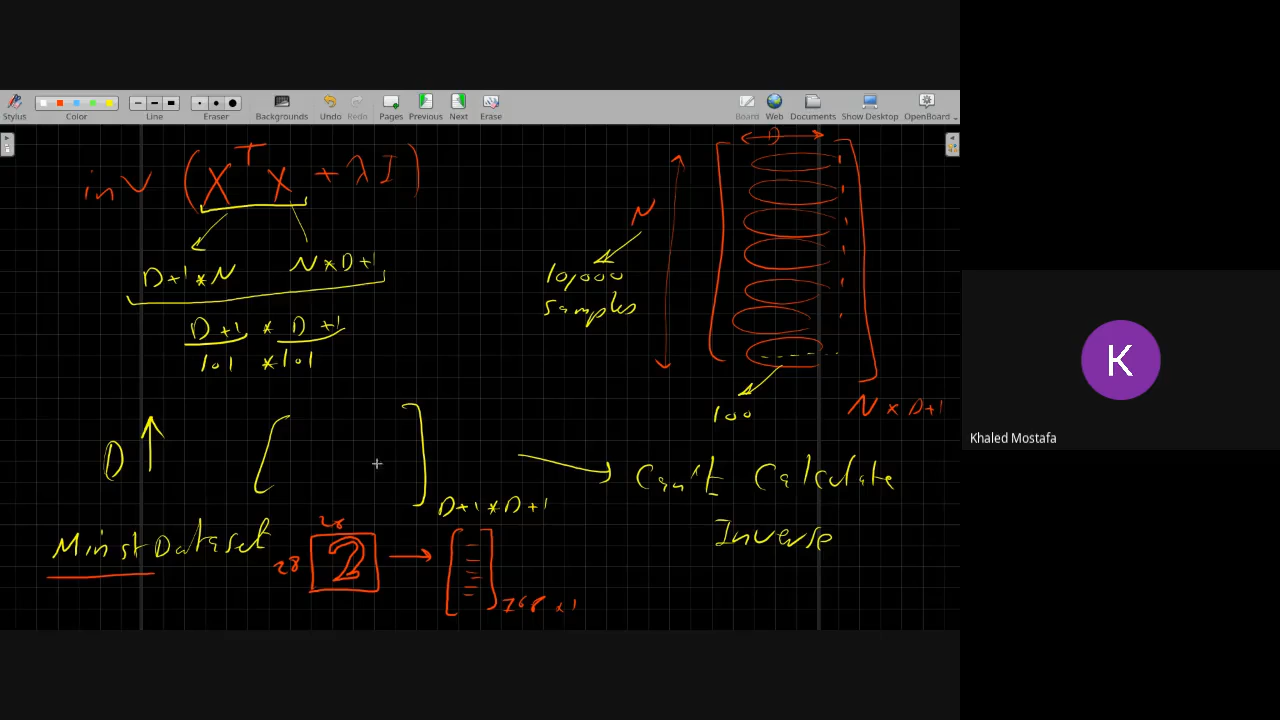 Stylus Color Line Eraser Backgrounds Undo Redo Pages Previous Next Erase Board Web Documents Show Desktop OpenBoard
inv (X^T X + λI)
D+1 * N
N * D+1
D+1 * D+1
101 * 101
D
N
10,000
samples
100
N × D+1
D
D+1 * D+1
Can't Calculate
Inverse
Minst Dataset
28
28
2
768 × 1
K
Khaled Mostafa